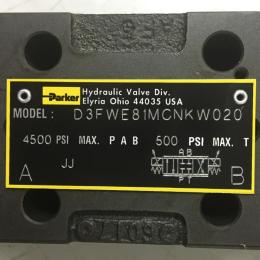 Parker Hydraulic Valve Div.
Elyria Ohio 44035 USA
MODEL: D3FWE81MCNKW020
4500 PSI MAX. P A B 500 PSI MAX. T
JJ
A B
P T
A B